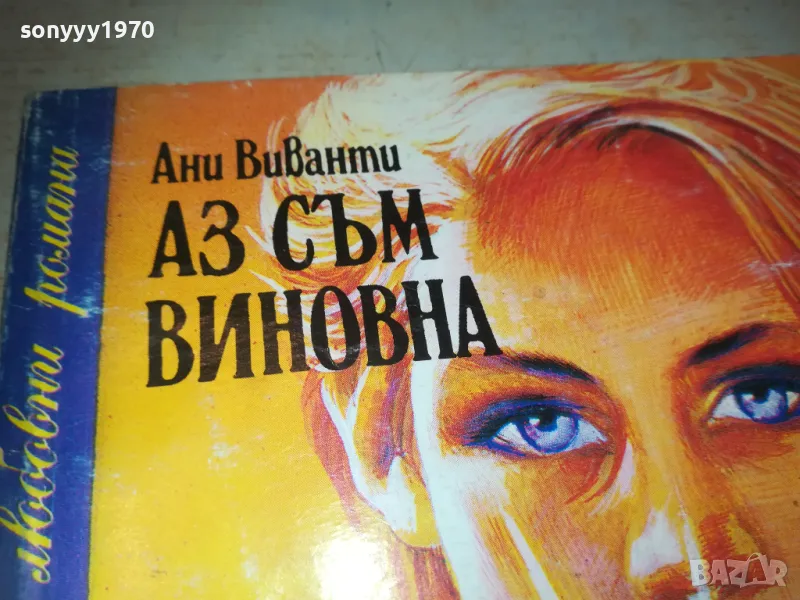 sonyyy1970
Ани Виванти
АЗ СЪМ
ВИНОВНА
любовни романи
BAZAR